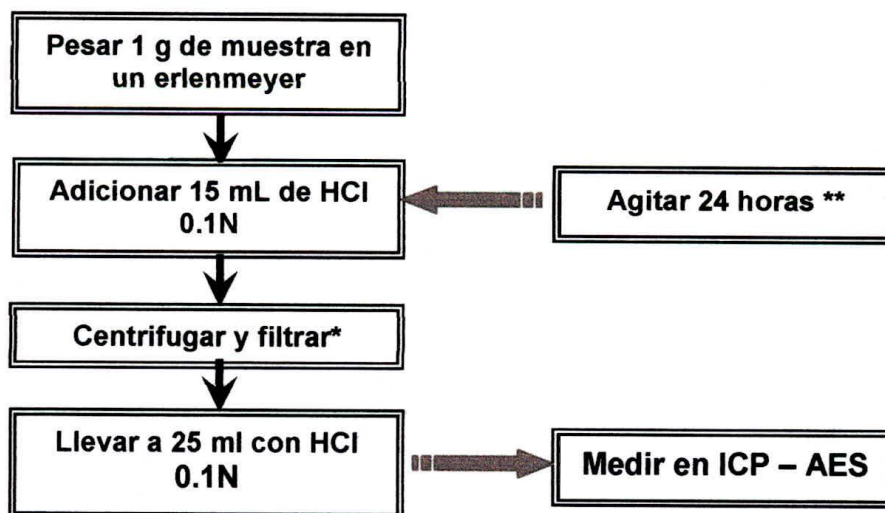 Pesar 1 g de muestra en
un erlenmeyer
Adicionar 15 mL de HCl
0.1N
Agitar 24 horas **
Centrifugar y filtrar*
Llevar a 25 ml con HCl
0.1N
Medir en ICP – AES